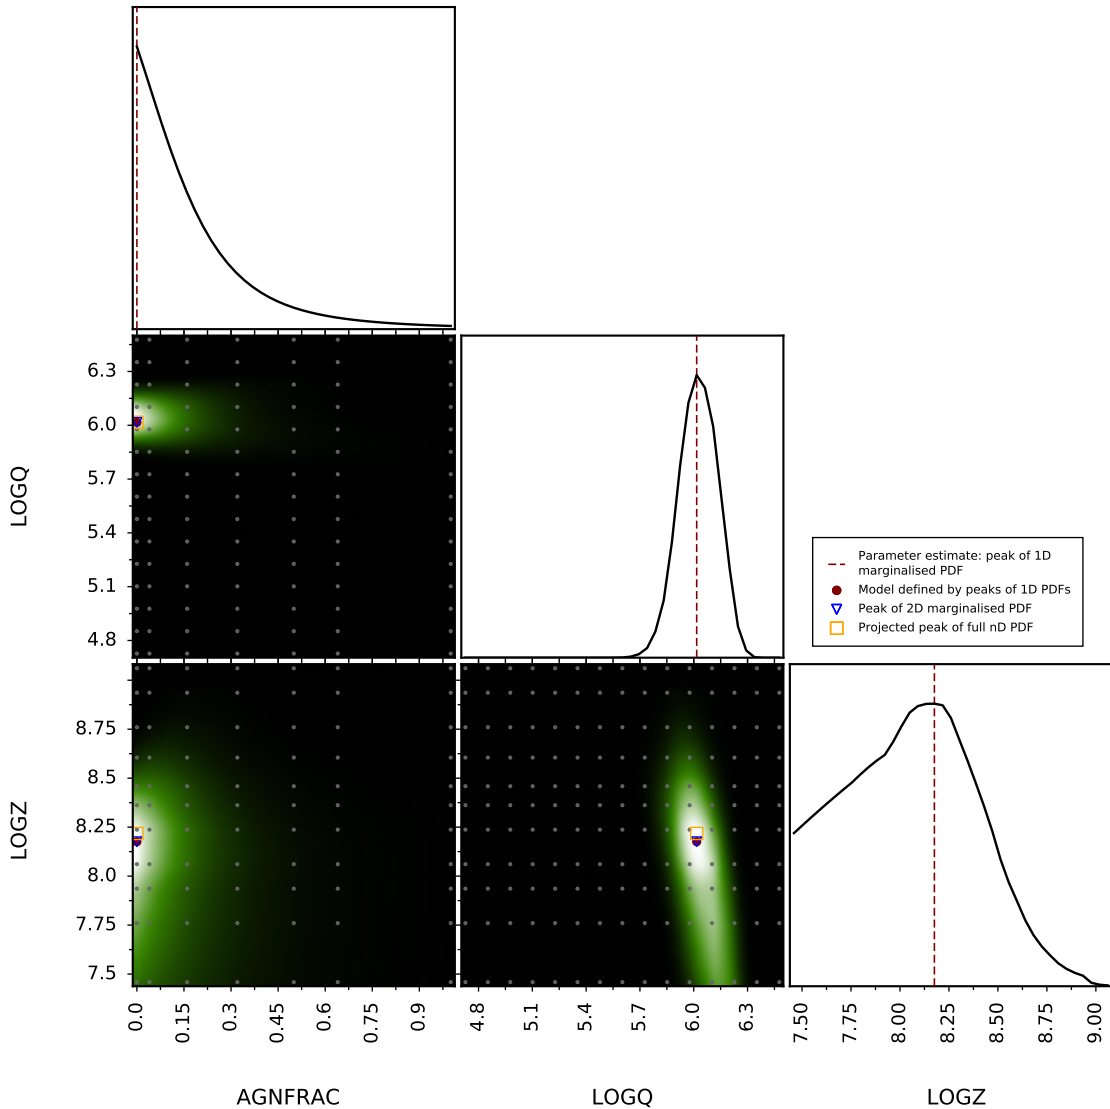 6.3
6.0
5.7
5.4
5.1
4.8
LOGQ
Parameter estimate: peak of 1D
marginalised PDF
Model defined by peaks of 1D PDFs
Peak of 2D marginalised PDF
Projected peak of full nD PDF
8.75
8.5
8.25
8.0
7.75
7.5
LOGZ
0.0 0.15 0.3 0.45 0.6 0.75 0.9
4.8 5.1 5.4 5.7 6.0 6.3
7.50 7.75 8.00 8.25 8.50 8.75 9.00
AGNFRAC LOGQ LOGZ